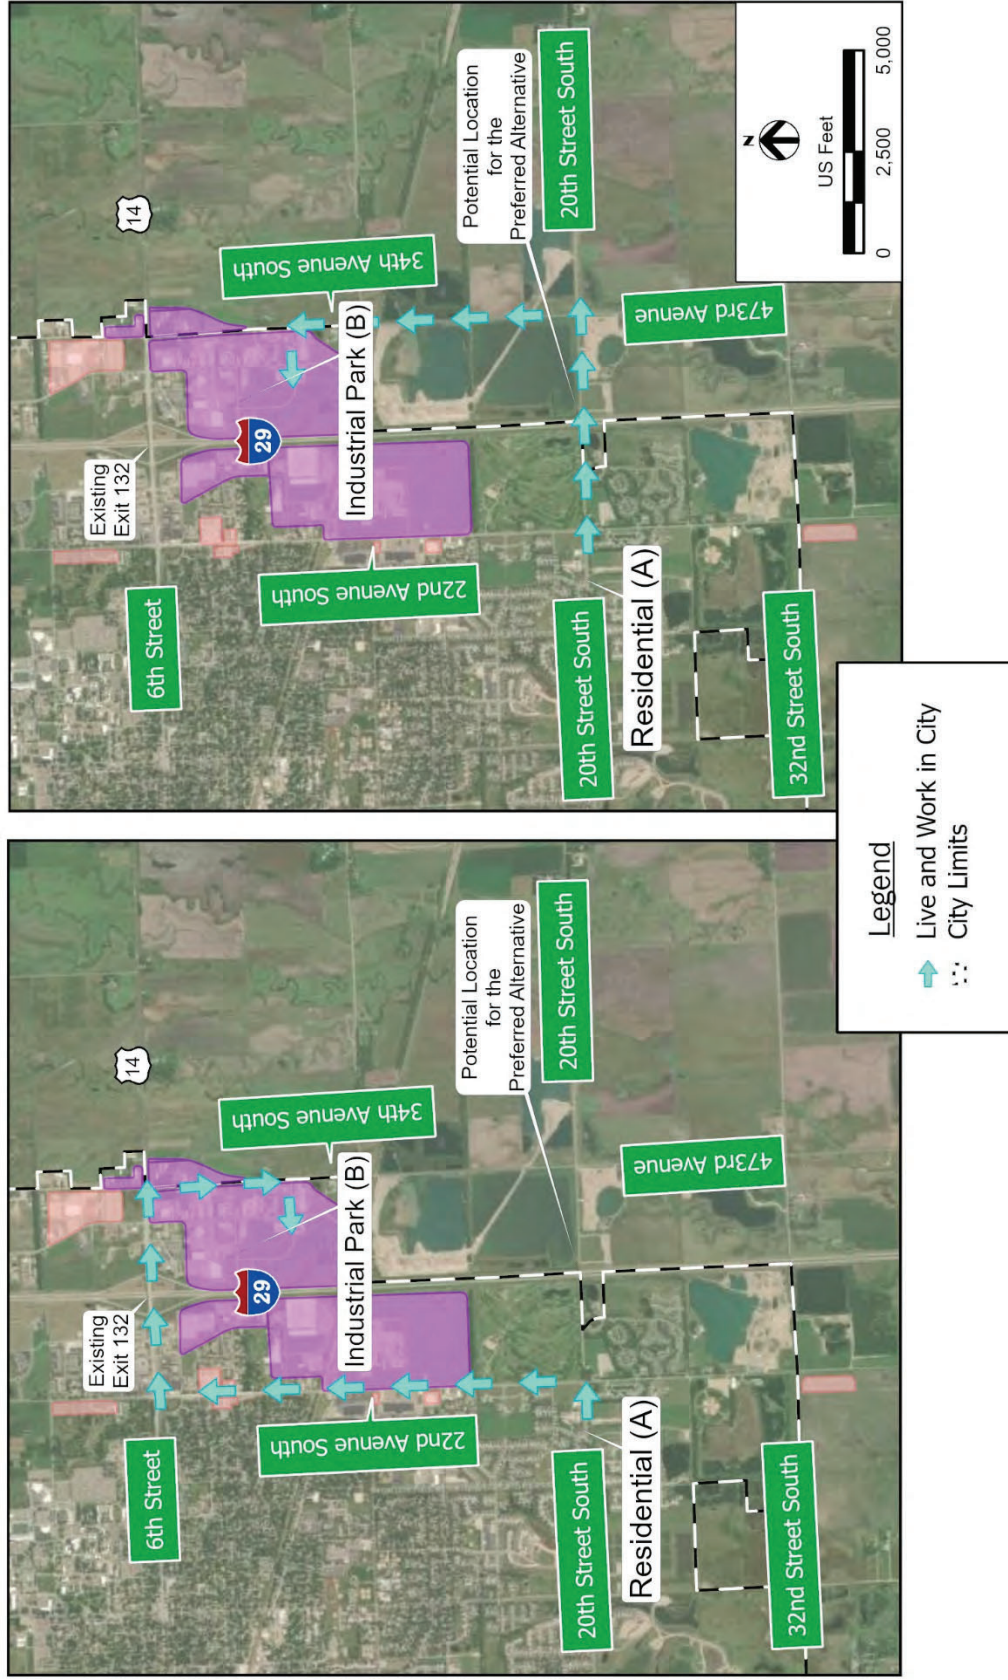 6th Street
Existing
Exit 132
14
29
34th Avenue South
22nd Avenue South
Industrial Park (B)
Potential Location
for the
Preferred Alternative
20th Street South
20th Street South
Residential (A)
473rd Avenue
32nd Street South
6th Street
Existing
Exit 132
14
29
34th Avenue South
22nd Avenue South
Industrial Park (B)
Potential Location
for the
Preferred Alternative
20th Street South
20th Street South
Residential (A)
473rd Avenue
32nd Street South
N
US Feet
0 2,500 5,000
Legend
Live and Work in City
City Limits